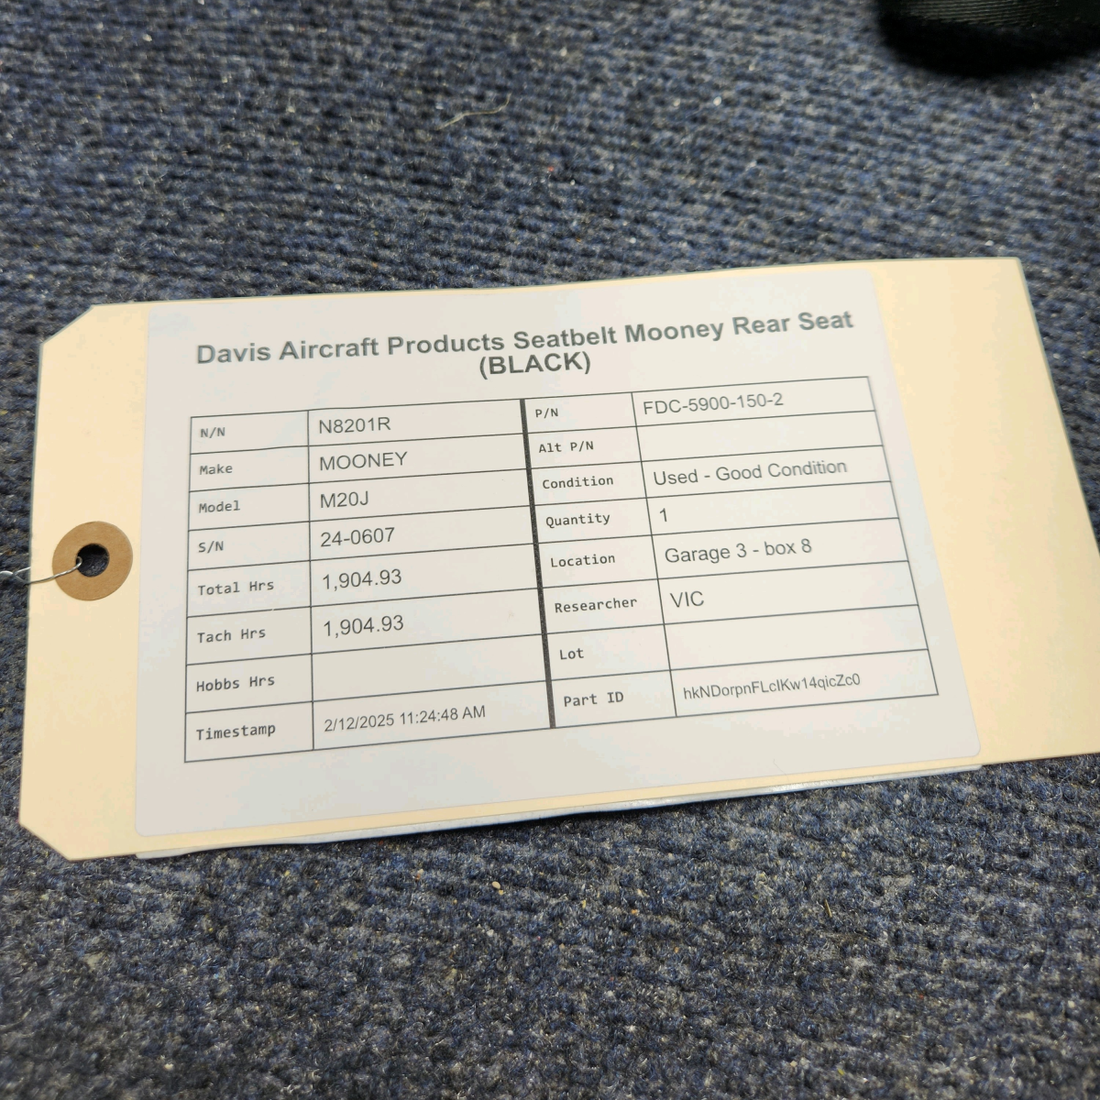 Davis Aircraft Products Seatbelt Mooney Rear Seat
(BLACK)
N/N N8201R
Make MOONEY
Model M20J
S/N 24-0607
Total Hrs 1,904.93
Tach Hrs 1,904.93
Hobbs Hrs
Timestamp 2/12/2025 11:24:48 AM
P/N FDC-5900-150-2
Alt P/N
Condition Used - Good Condition
Quantity 1
Location Garage 3 - box 8
Researcher VIC
Lot
Part ID hkNDorpnFLcIKw14qicZc0